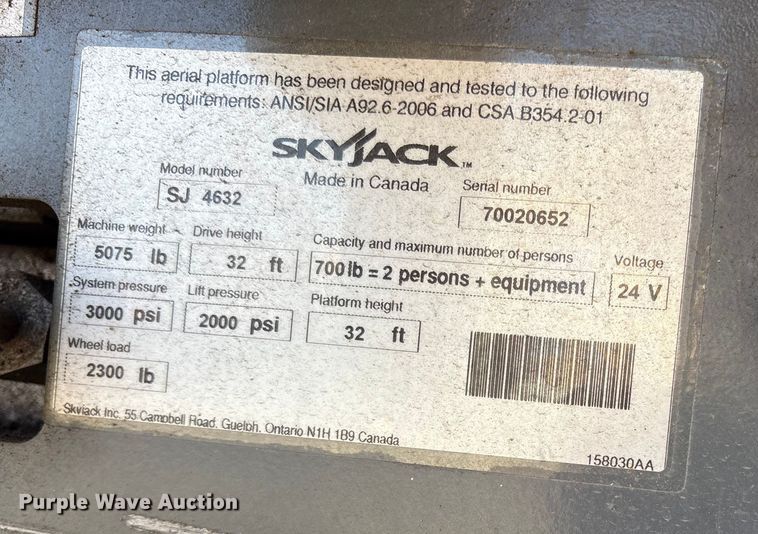 This aerial platform has been designed and tested to the following
requirements: ANSI/SIA A92.6-2006 and CSA B354.2-01
SKYJACK™
Made in Canada
Model number
SJ 4632
Serial number
70020652
Machine weight
5075 lb
Drive height
32 ft
Capacity and maximum number of persons
700 lb = 2 persons + equipment
Voltage
24 V
System pressure
3000 psi
Lift pressure
2000 psi
Platform height
32 ft
Wheel load
2300 lb
Skyjack Inc. 55 Campbell Road, Guelph, Ontario N1H 1B9 Canada
158030AA
Purple Wave Auction